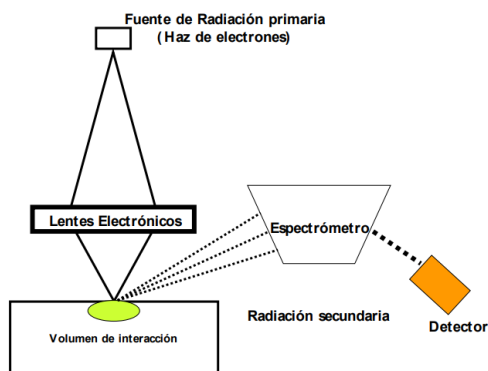 Fuente de Radiación primaria
( Haz de electrones)
Lentes Electrónicos
Espectrómetro
Volumen de interacción
Radiación secundaria
Detector